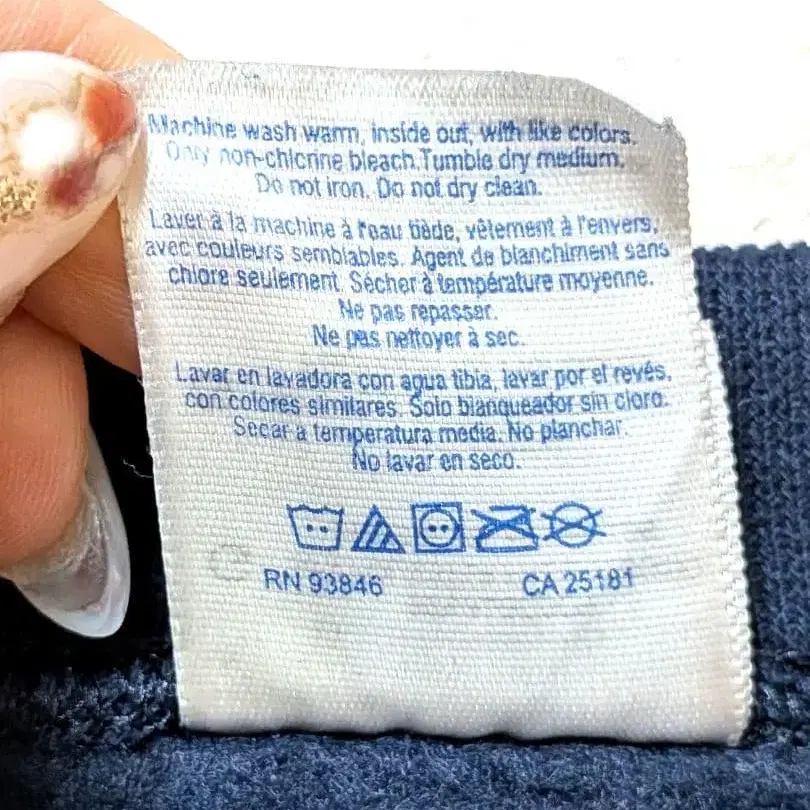 Machine wash warm, inside out, with like colors.
Only non-chlorine bleach. Tumble dry medium.
Do not iron. Do not dry clean.
Laver à la machine à l'eau tiède, vêtement à l'envers,
avec couleurs semblables. Agent de blanchiment sans
chlore seulement. Sécher à température moyenne.
Ne pas repasser.
Ne pas nettoyer à sec.
Lavar en lavadora con agua tibia, lavar por el revés,
con colores similares. Solo blanqueador sin cloro.
Secar a temperatura media. No planchar.
No lavar en seco.
RN 93846
CA 25181